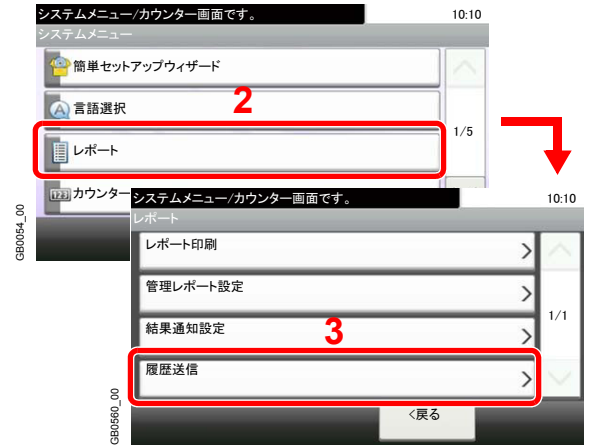 システムメニュー/カウンター画面です。 10:10
システムメニュー
簡単セットアップウィザード
言語選択
2
1/5
レポート
カウンター
GB0054_00
システムメニュー/カウンター画面です。 10:10
レポート
レポート印刷
管理レポート設定
1/1
結果通知設定
3
履歴送信
<戻る
GB0560_00